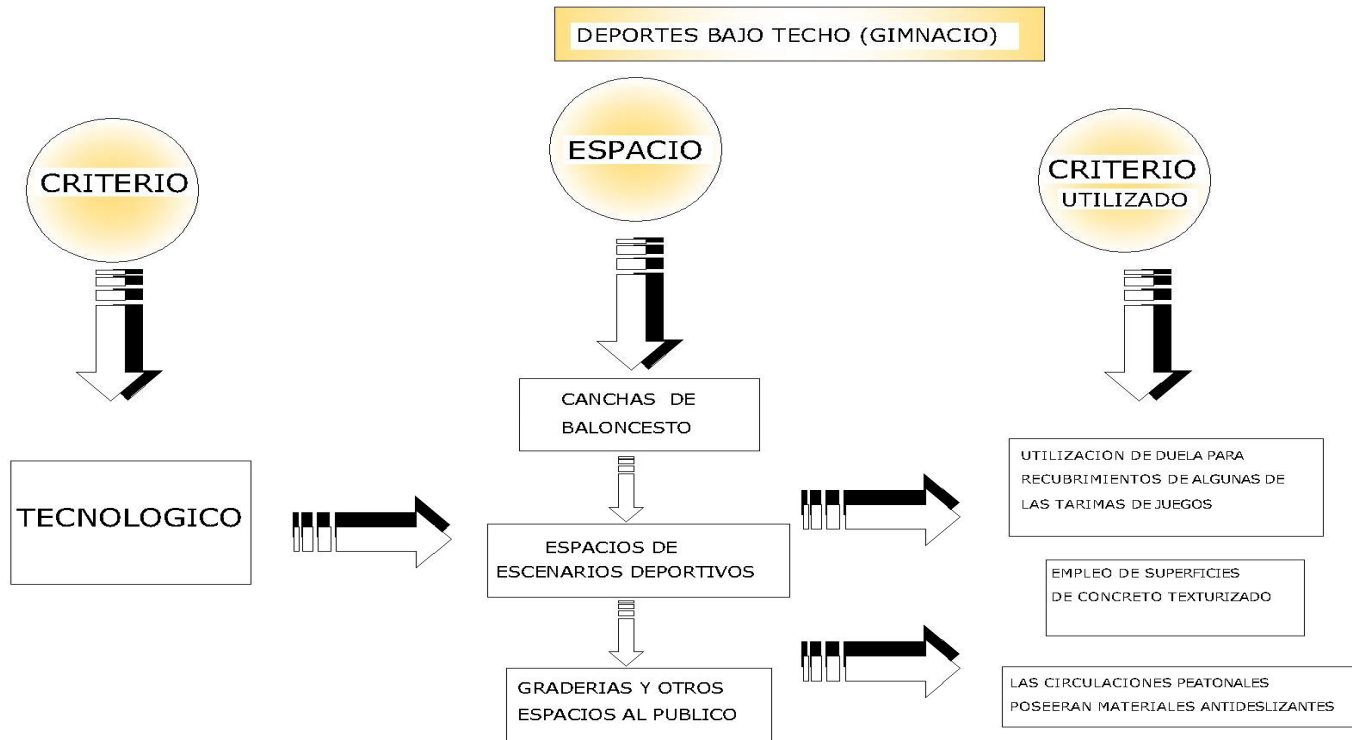 DEPORTES BAJO TECHO (GIMNACIO)
CRITERIO
ESPACIO
CRITERIO
UTILIZADO
TECNOLOGICO
CANCHAS DE
BALONCESTO
ESPACIOS DE
ESCENARIOS DEPORTIVOS
GRADERIAS Y OTROS
ESPACIOS AL PUBLICO
UTILIZACION DE DUELA PARA
RECUBRIMIENTOS DE ALGUNAS DE
LAS TARIMAS DE JUEGOS
EMPLEO DE SUPERFICIES
DE CONCRETO TEXTURIZADO
LAS CIRCULACIONES PEATONALES
POSEERAN MATERIALES ANTIDESLIZANTES